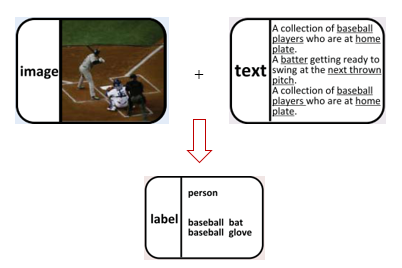 image
+
text
A collection of baseball
players who are at home
plate.
A batter getting ready to
swing at the next thrown
pitch.
A collection of baseball
players who are at home
plate.
label
person
baseball bat
baseball glove